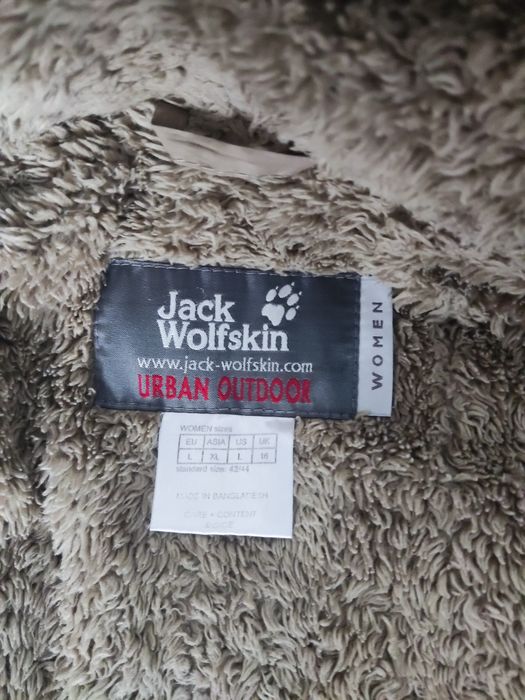 Jack
Wolfskin
www.jack-wolfskin.com
URBAN OUTDOOR
WOMEN
WOMEN sizes
EU ASIA US UK
L XL L 16
standard size: 42/44
MADE IN BANGLADESH
CARE + CONTENT
INSIDE